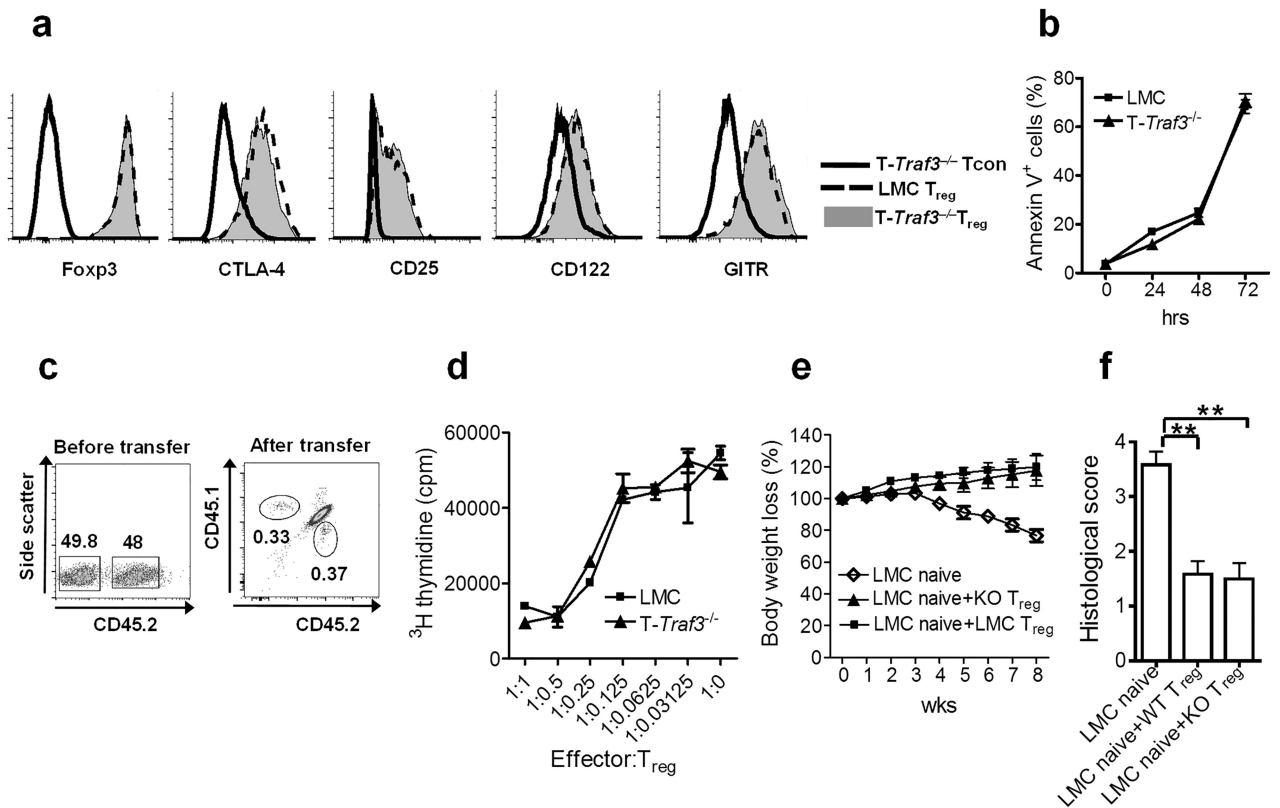 a
Foxp3
CTLA-4
CD25
CD122
GITR
T-Traf3–/– Tcon
LMC Treg
T-Traf3–/–Treg
b
Annexin V+ cells (%)
80
60
40
20
0
LMC
T-Traf3–/–
0 24 48 72
hrs
c
Before transfer
Side scatter
49.8 48
CD45.2
After transfer
CD45.1
0.33
0.37
CD45.2
d
3H thymidine (cpm)
60000
40000
20000
0
LMC
T-Traf3–/–
1:1
1:0.5
1:0.25
1:0.125
1:0.0625
1:0.03125
1:0
Effector:Treg
e
Body weight loss (%)
140
120
100
80
60
40
20
0
LMC naive
LMC naive+KO Treg
LMC naive+LMC Treg
0 1 2 3 4 5 6 7 8
wks
f
Histological score
4
3
2
1
0
**
**
LMC naive
LMC naive+WT Treg
LMC naive+KO Treg